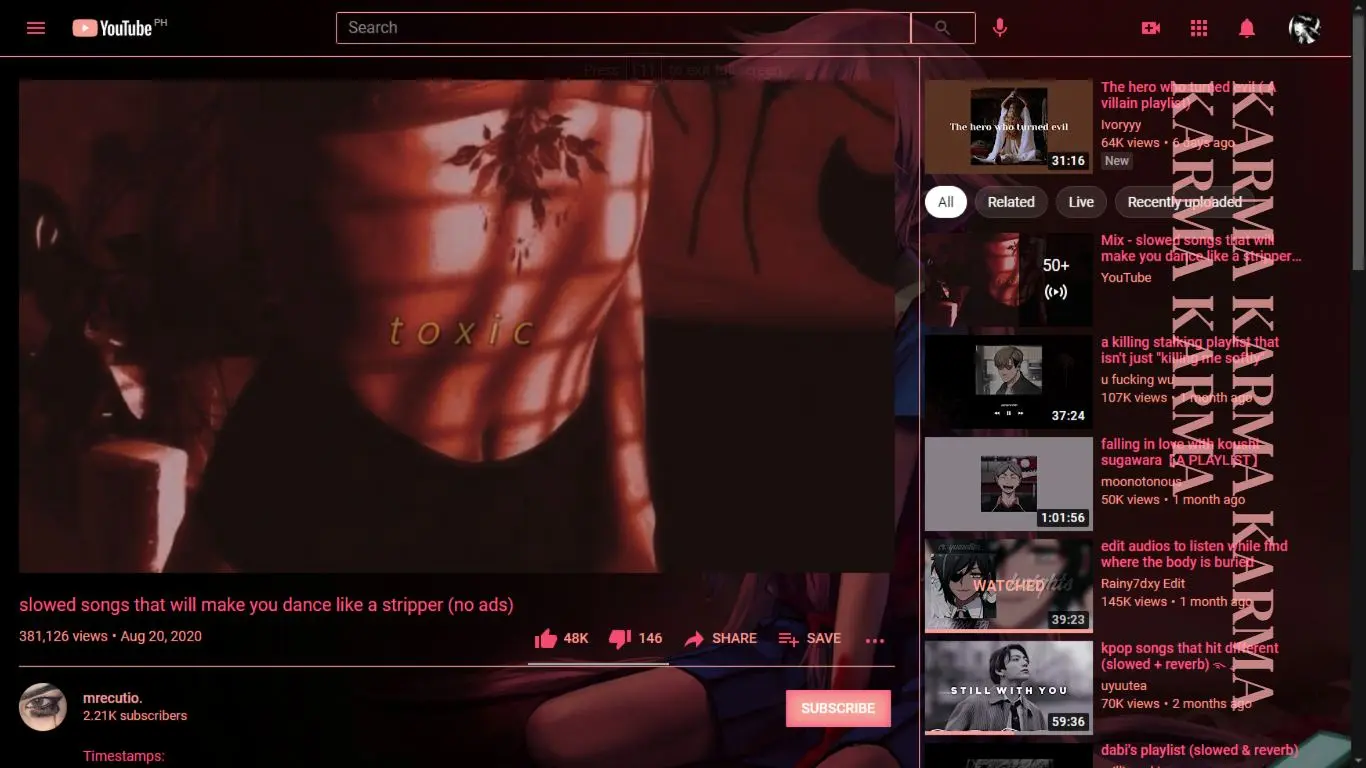 YouTube PH
Search
Press F11 to exit full screen
toxic
slowed songs that will make you dance like a stripper (no ads)
381,126 views • Aug 20, 2020
48K
146
SHARE
SAVE
mrecutio.
2.21K subscribers
SUBSCRIBE
Timestamps:
The hero who turned evil
31:16
The hero who turned evil ( A
villain playlist)
Ivoryyy
64K views • 6 days ago
New
All
Related
Live
Recently uploaded
50+
Mix - slowed songs that will
make you dance like a stripper...
YouTube
37:24
a killing stalking playlist that
isn't just "killing me softly"
u fucking wu
107K views • 1 month ago
1:01:56
falling in love with koushi
sugawara【A PLAYLIST】
moonotonous
50K views • 1 month ago
WATCHED
39:23
edit audios to listen while find
where the body is buried
Rainy7dxy Edit
145K views • 1 month ago
STILL WITH YOU
59:36
kpop songs that hit different
(slowed + reverb)
uyuutea
70K views • 2 months ago
dabi's playlist (slowed & reverb)
KARMA KARMA KARMA
KARMA KARMA